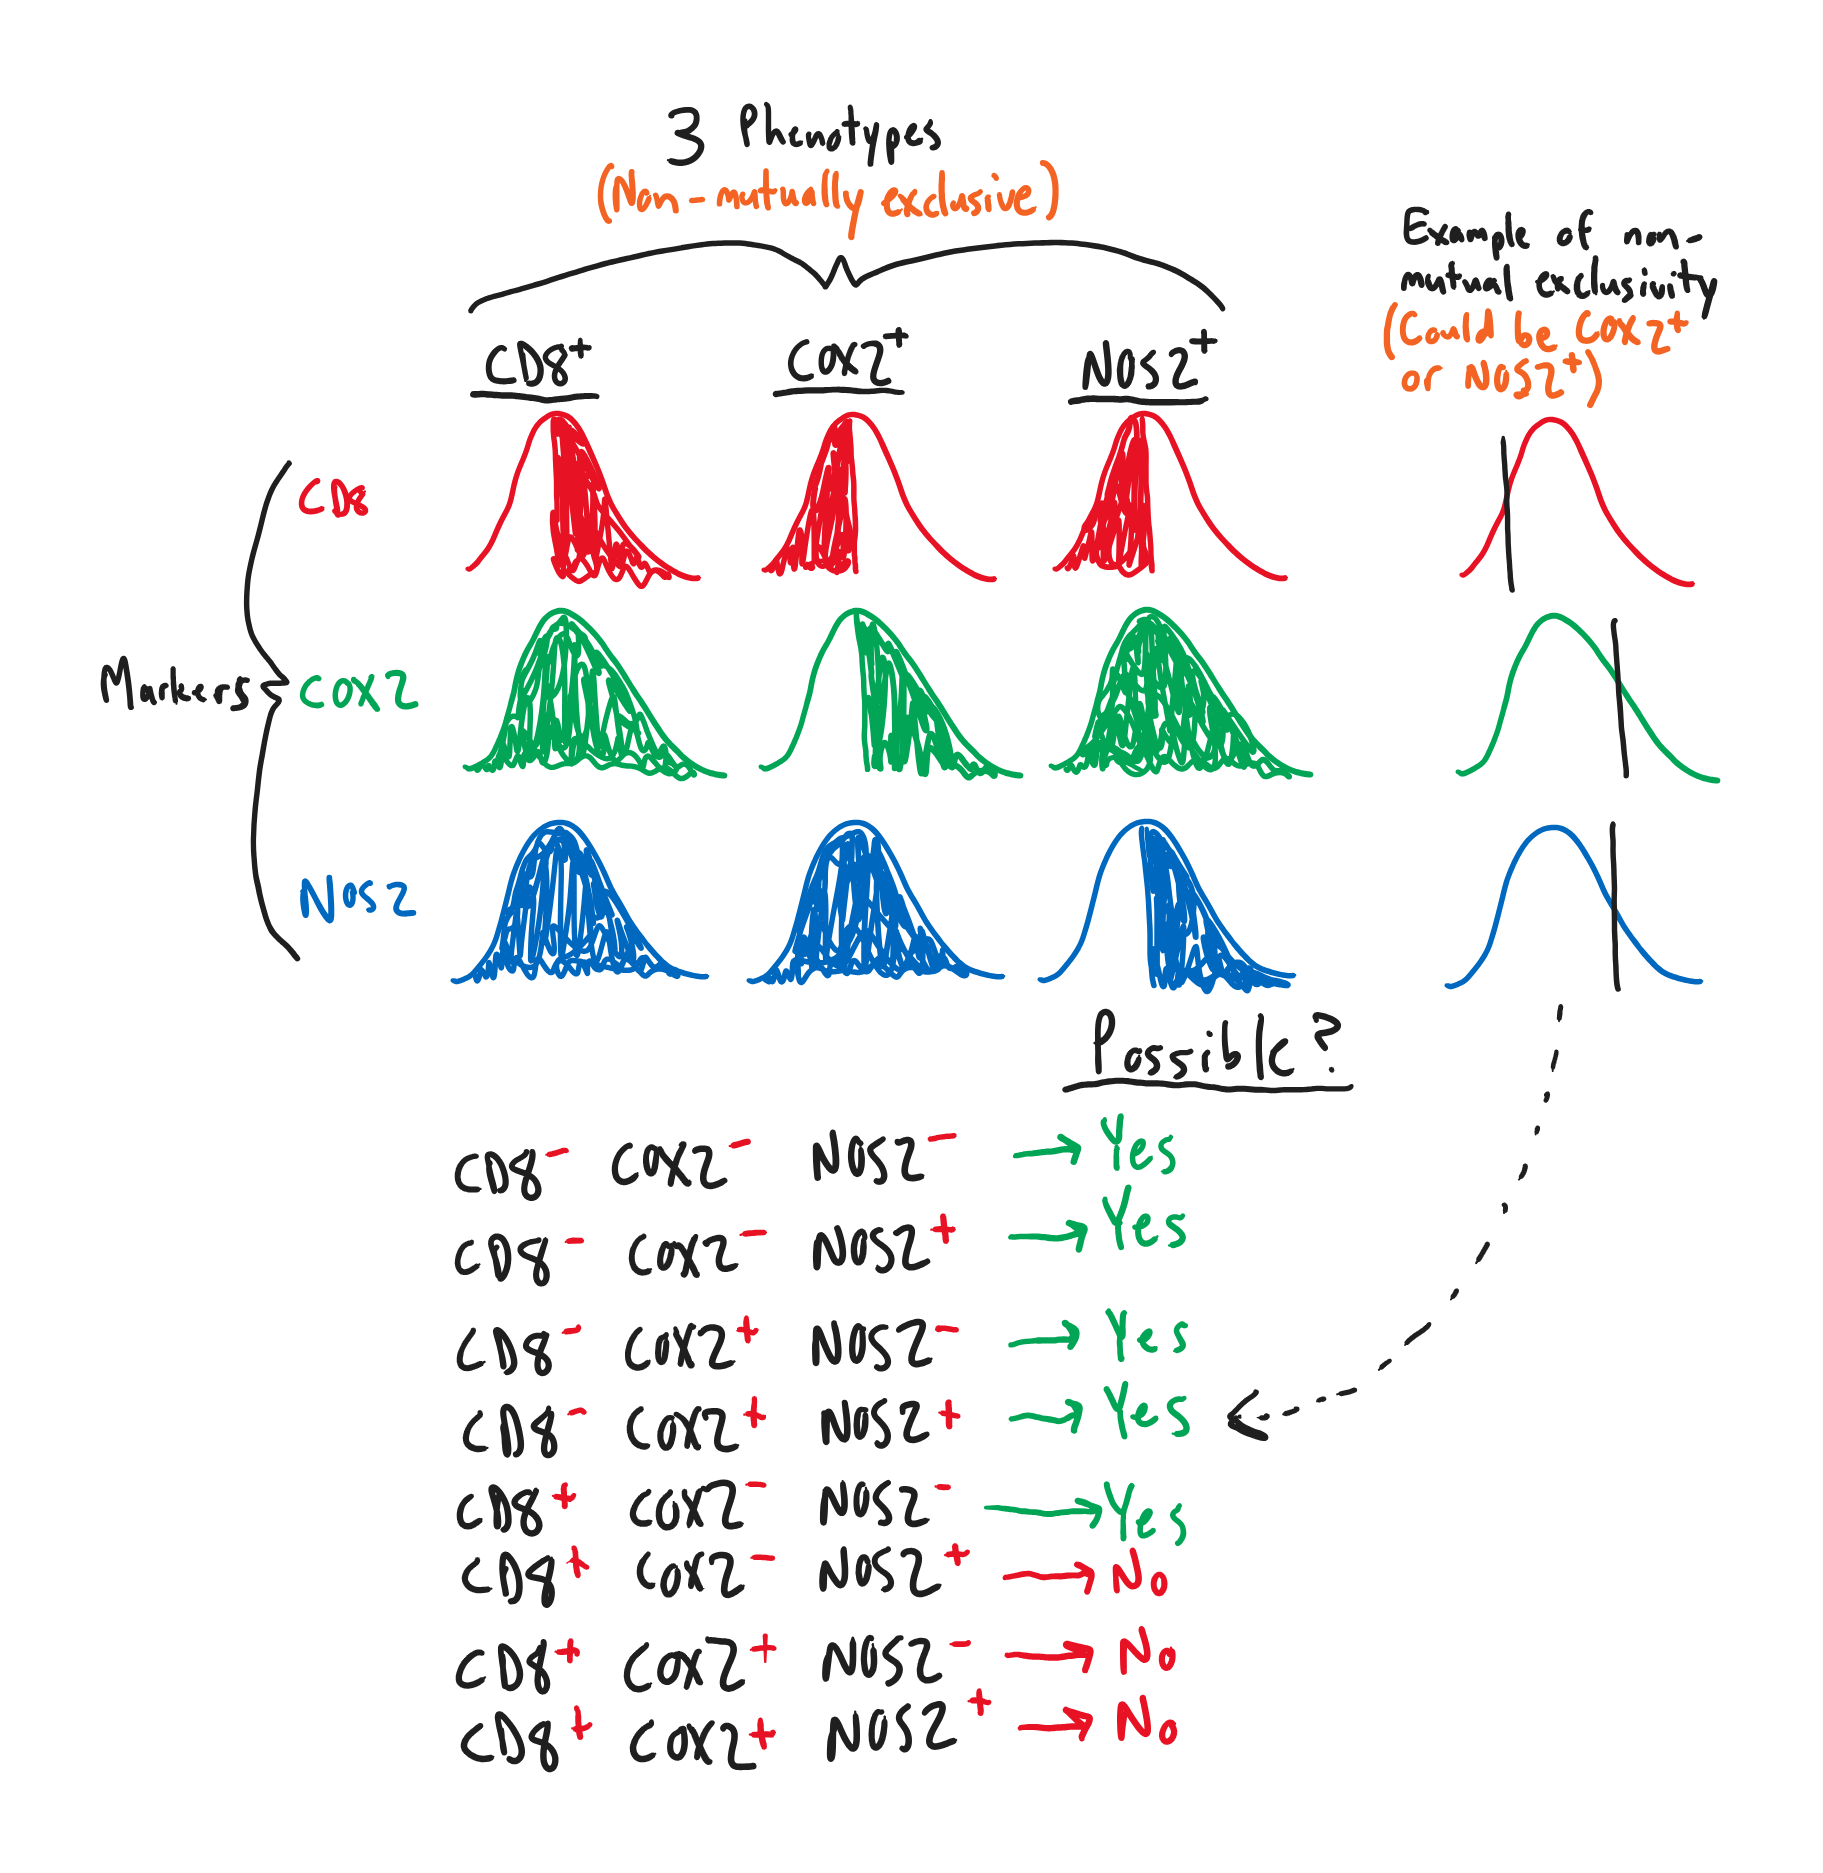 3 Phenotypes
(Non-mutually exclusive)
Example of non-
mutual exclusivity
(Could be COX2+
or NOS2+)
CD8+ COX2+ NOS2+
CD8
Markers
COX2
NOS2
Possible?
CD8- COX2- NOS2- → Yes
CD8- COX2- NOS2+ → Yes
CD8- COX2+ NOS2- → Yes
CD8- COX2+ NOS2+ → Yes
CD8+ COX2- NOS2- → Yes
CD8+ COX2- NOS2+ → No
CD8+ COX2+ NOS2- → No
CD8+ COX2+ NOS2+ → No